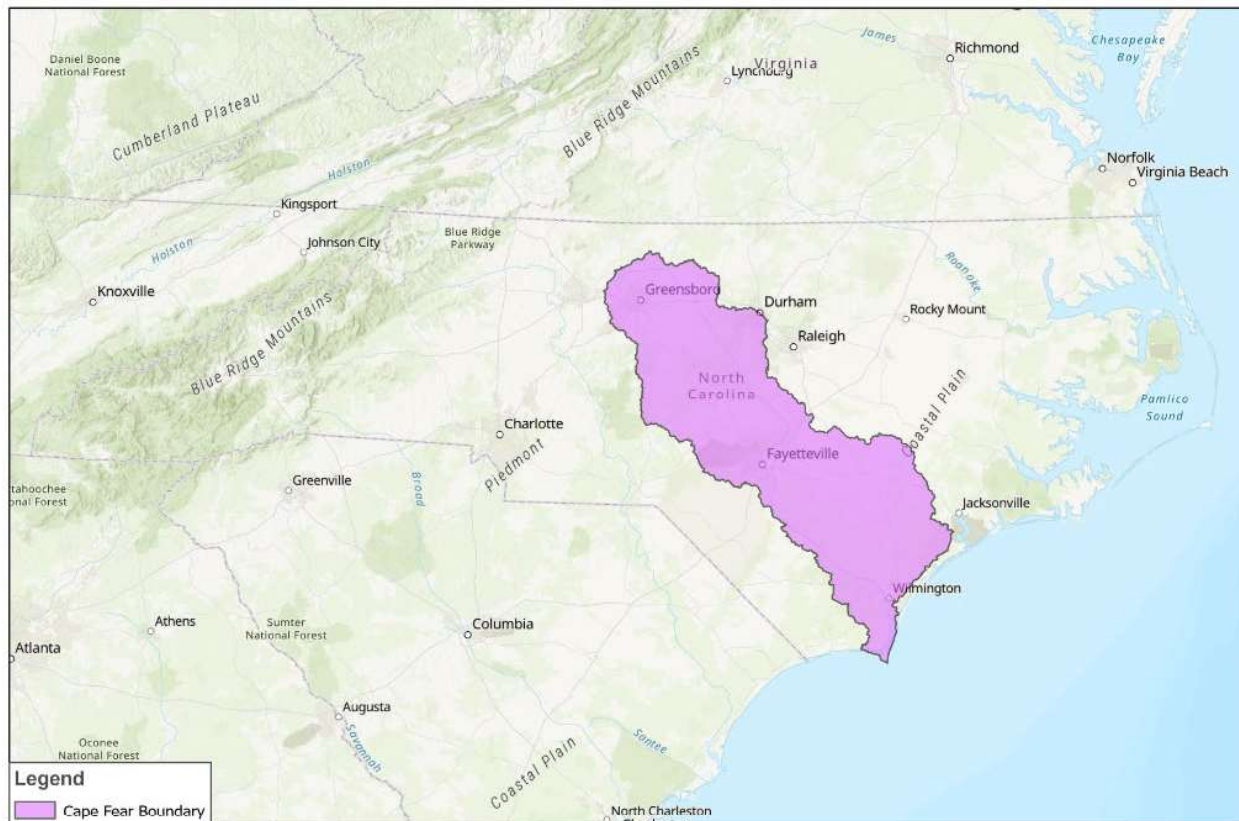 Daniel Boone
National Forest
Cumberland Plateau
Blue Ridge Mountains
James
Richmond
Chesapeake
Bay
Lynchburg
Virginia
Norfolk
Virginia Beach
Holston
Kingsport
Johnson City
Blue Ridge
Parkway
Holston
Knoxville
Blue Ridge Mountains
Greensboro
Durham
Raleigh
Roanoke
Rocky Mount
North
Carolina
Coastal Plain
Pamlico
Sound
Charlotte
Piedmont
Fayetteville
Greenville
Broad
Jacksonville
tahoochee
onal Forest
Wilmington
Athens
Sumter
National Forest
Columbia
Atlanta
Augusta
Savannah
Santee
Coastal Plain
Oconee
National Forest
North Charleston
Legend
Cape Fear Boundary